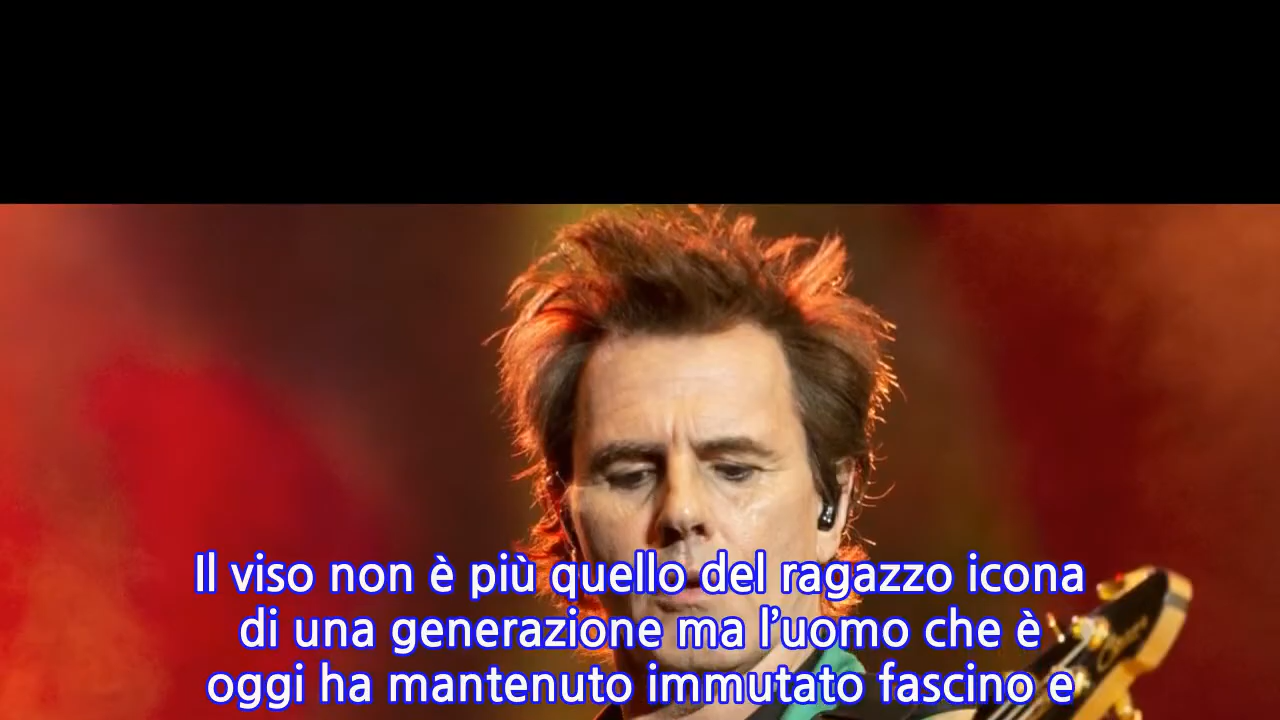 Il viso non è più quello del ragazzo icona
di una generazione ma l’uomo che è
oggi ha mantenuto immutato fascino e